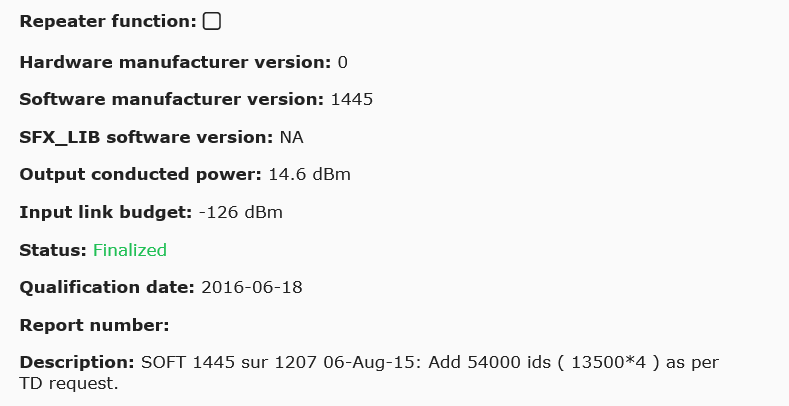 Repeater function:
Hardware manufacturer version: 0
Software manufacturer version: 1445
SFX_LIB software version: NA
Output conducted power: 14.6 dBm
Input link budget: -126 dBm
Status: Finalized
Qualification date: 2016-06-18
Report number:
Description: SOFT 1445 sur 1207 06-Aug-15: Add 54000 ids ( 13500*4 ) as per
TD request.